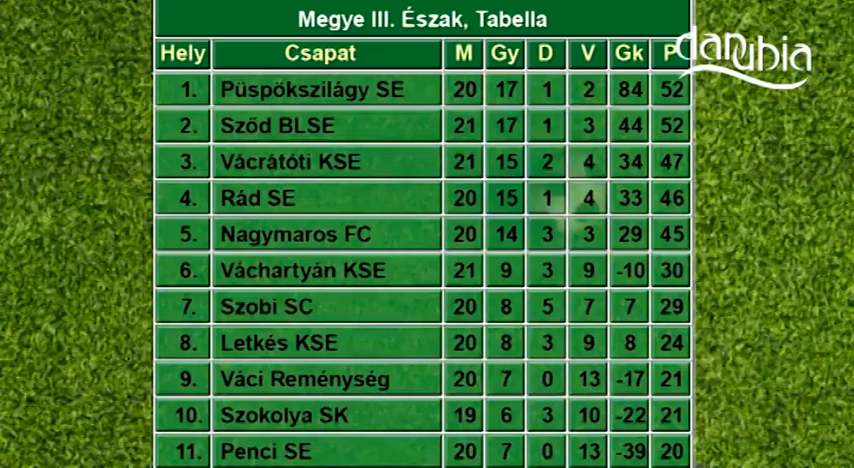 Megye III. Észak, Tabella
danubia
Hely Csapat M Gy D V Gk P
1. Püspökszilágy SE 20 17 1 2 84 52
2. Sződ BLSE 21 17 1 3 44 52
3. Vácrátóti KSE 21 15 2 4 34 47
4. Rád SE 20 15 1 4 33 46
5. Nagymaros FC 20 14 3 3 29 45
6. Váchartyán KSE 21 9 3 9 -10 30
7. Szobi SC 20 8 5 7 7 29
8. Letkés KSE 20 8 3 9 8 24
9. Váci Reménység 20 7 0 13 -17 21
10. Szokolya SK 19 6 3 10 -22 21
11. Penci SE 20 7 0 13 -39 20